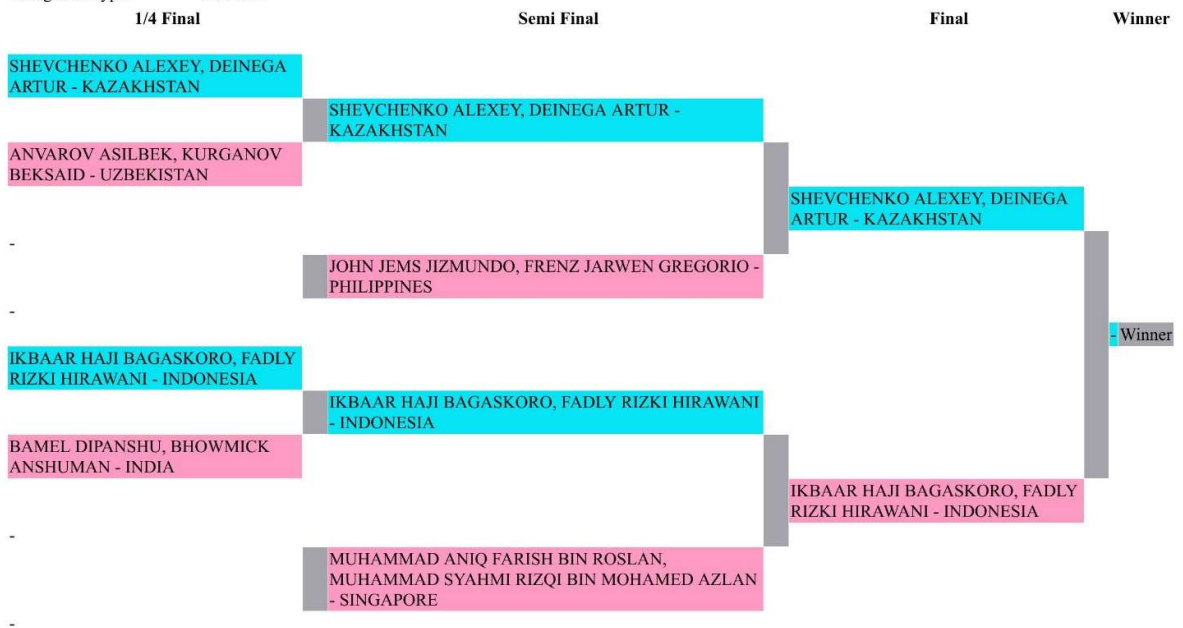 1/4 Final
Semi Final
Final
Winner
SHEVCHENKO ALEXEY, DEINEGA
ARTUR - KAZAKHSTAN
SHEVCHENKO ALEXEY, DEINEGA ARTUR -
KAZAKHSTAN
ANVAROV ASILBEK, KURGANOV
BEKSAID - UZBEKISTAN
SHEVCHENKO ALEXEY, DEINEGA
ARTUR - KAZAKHSTAN
-
JOHN JEMS JIZMUNDO, FRENZ JARWEN GREGORIO -
PHILIPPINES
-
- Winner
IKBAAR HAJI BAGASKORO, FADLY
RIZKI HIRAWANI - INDONESIA
IKBAAR HAJI BAGASKORO, FADLY RIZKI HIRAWANI
- INDONESIA
BAMEL DIPANSHU, BHOWMICK
ANSHUMAN - INDIA
IKBAAR HAJI BAGASKORO, FADLY
RIZKI HIRAWANI - INDONESIA
-
MUHAMMAD ANIQ FARISH BIN ROSLAN,
MUHAMMAD SYAHMI RIZQI BIN MOHAMED AZLAN
- SINGAPORE
-